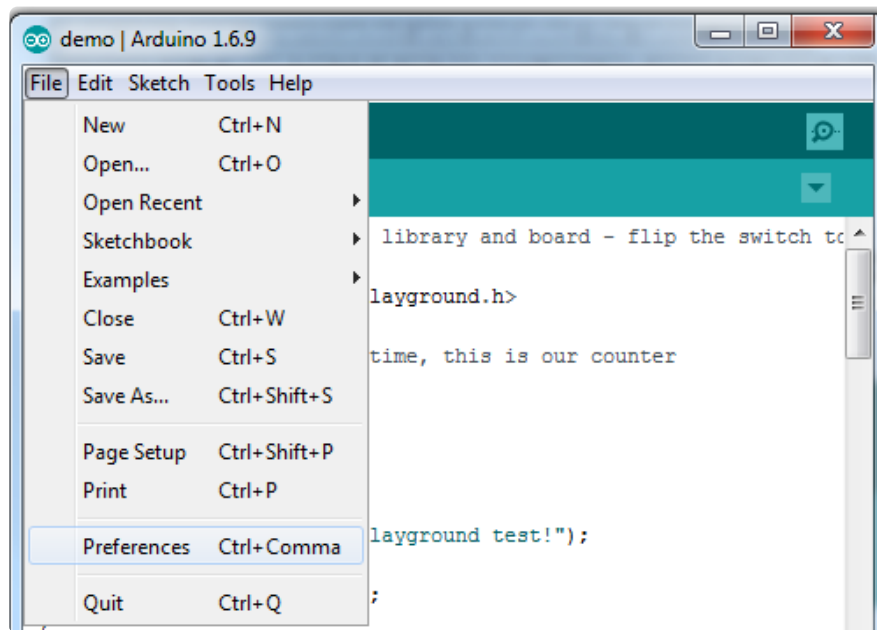 demo | Arduino 1.6.9
File Edit Sketch Tools Help
New Ctrl+N
Open... Ctrl+O
Open Recent
Sketchbook
Examples
Close Ctrl+W
Save Ctrl+S
Save As... Ctrl+Shift+S
Page Setup Ctrl+Shift+P
Print Ctrl+P
Preferences Ctrl+Comma
Quit Ctrl+Q
library and board - flip the switch to
layground.h>
time, this is our counter
layground test!");
;